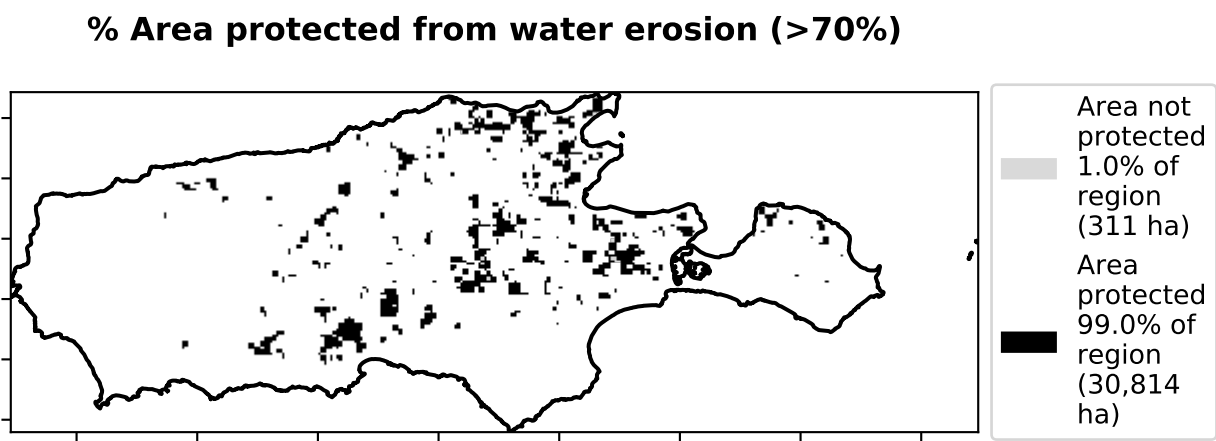 % Area protected from water erosion (>70%)
Area not
protected
1.0% of
region
(311 ha)
Area
protected
99.0% of
region
(30,814
ha)